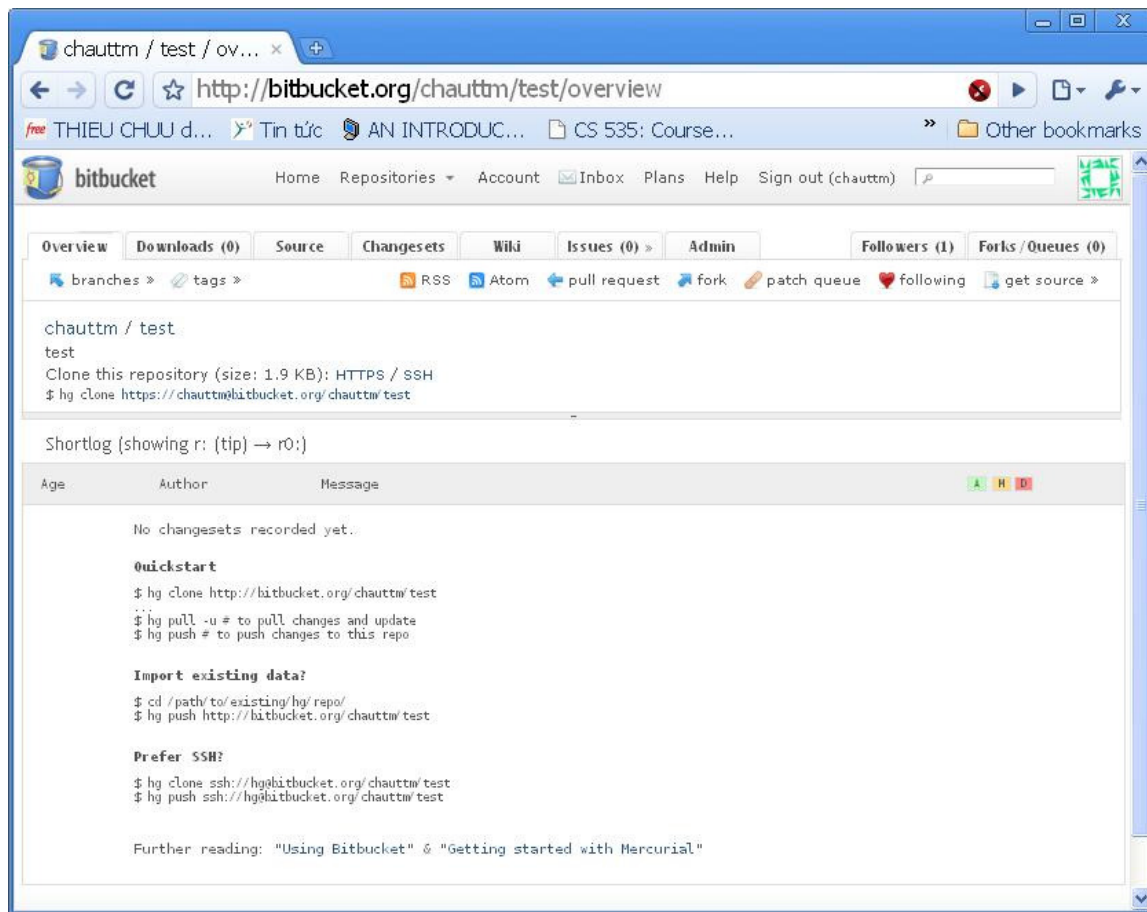 chauttm / test / ov...
http://bitbucket.org/chauttm/test/overview
free THIEU CHUU d... Tin tức AN INTRODUC... CS 535: Course... » Other bookmarks
bitbucket Home Repositories Account Inbox Plans Help Sign out (chauttm)
Overview Downloads (0) Source Changesets Wiki Issues (0) » Admin Followers (1) Forks/Queues (0)
branches » tags » RSS Atom pull request fork patch queue following get source »
chauttm / test
test
Clone this repository (size: 1.9 KB): HTTPS / SSH
$ hg clone https://chauttm@bitbucket.org/chauttm/test
Shortlog (showing r: (tip) → r0:)
Age Author Message A M D
No changesets recorded yet.
Quickstart
$ hg clone http://bitbucket.org/chauttm/test
...
$ hg pull -u # to pull changes and update
$ hg push # to push changes to this repo
Import existing data?
$ cd /path/to/existing/hg/repo/
$ hg push http://bitbucket.org/chauttm/test
Prefer SSH?
$ hg clone ssh://hg@bitbucket.org/chauttm/test
$ hg push ssh://hg@bitbucket.org/chauttm/test
Further reading: "Using Bitbucket" & "Getting started with Mercurial"